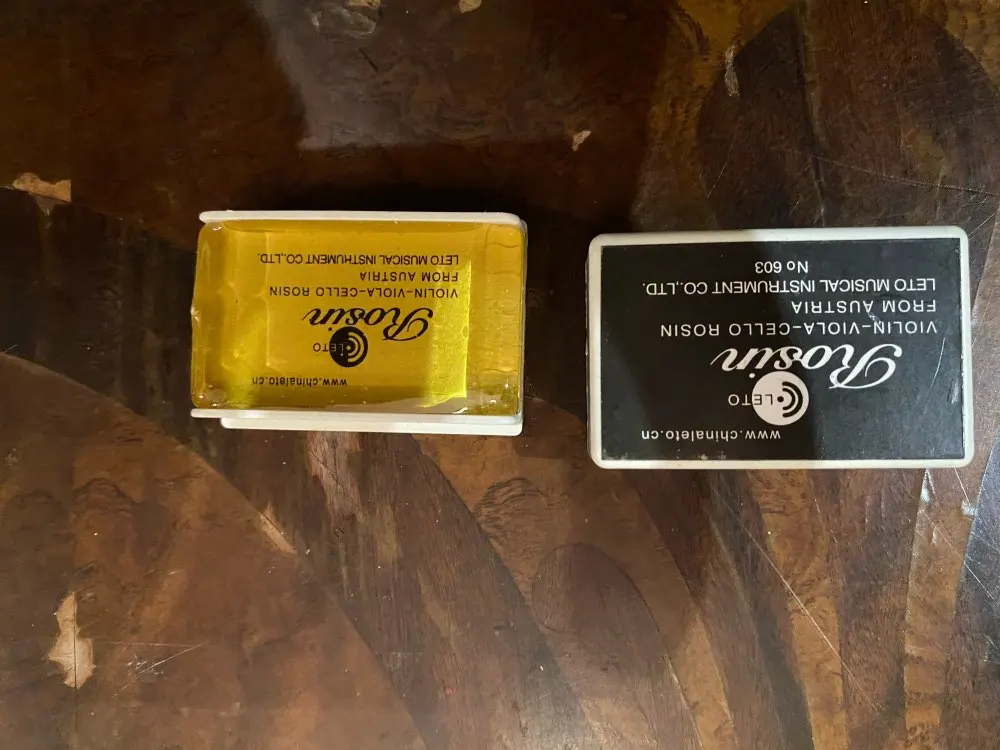 www.chinaleto.cn
LETO
Rosin
VIOLIN-VIOLA-CELLO ROSIN
FROM AUSTRIA
LETO MUSICAL INSTRUMENT CO.,LTD.
No 603
www.chinaleto.cn
LETO
Rosin
VIOLIN-VIOLA-CELLO ROSIN
FROM AUSTRIA
LETO MUSICAL INSTRUMENT CO.,LTD.